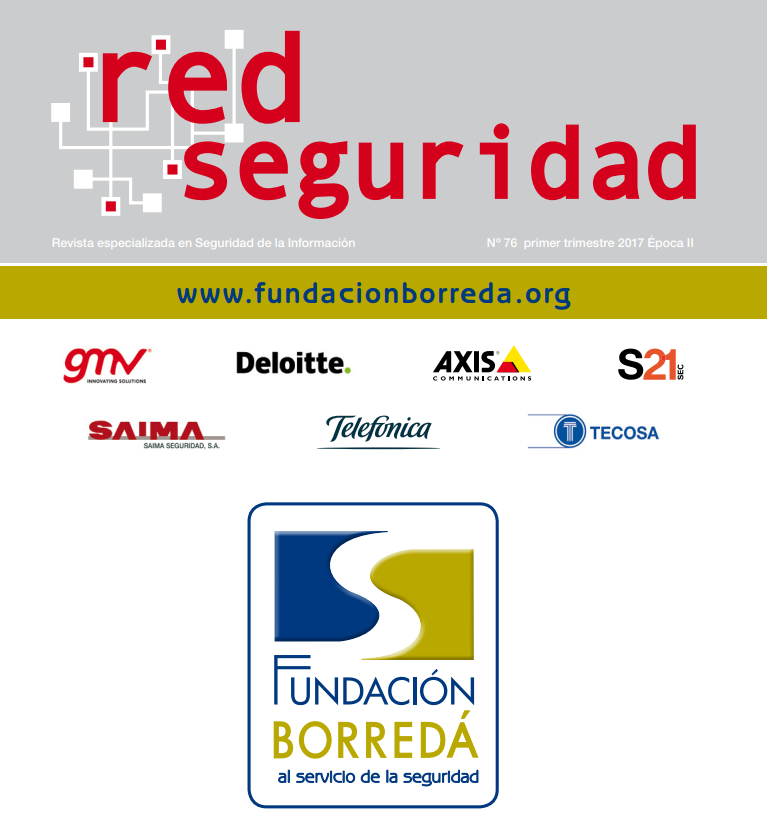 red
seguridad
Revista especializada en Seguridad de la Información
Nº 76 primer trimestre 2017 Época II
www.fundacionborreda.org
gmv
INNOVATING SOLUTIONS
Deloitte.
AXIS
COMMUNICATIONS
S21
SEC
SAIMA
SAIMA SEGURIDAD, S.A.
Telefónica
T TECOSA
FUNDACIÓN
BORREDÁ
al servicio de la seguridad